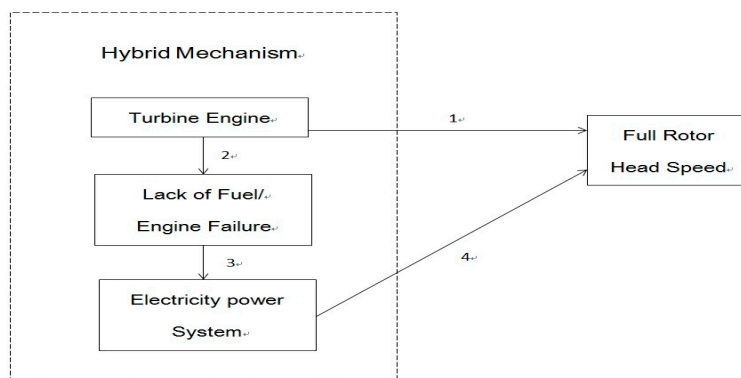 Hybrid Mechanism
Turbine Engine
1
Full Rotor
Head Speed
2
Lack of Fuel/
Engine Failure
3
4
Electricity power
System